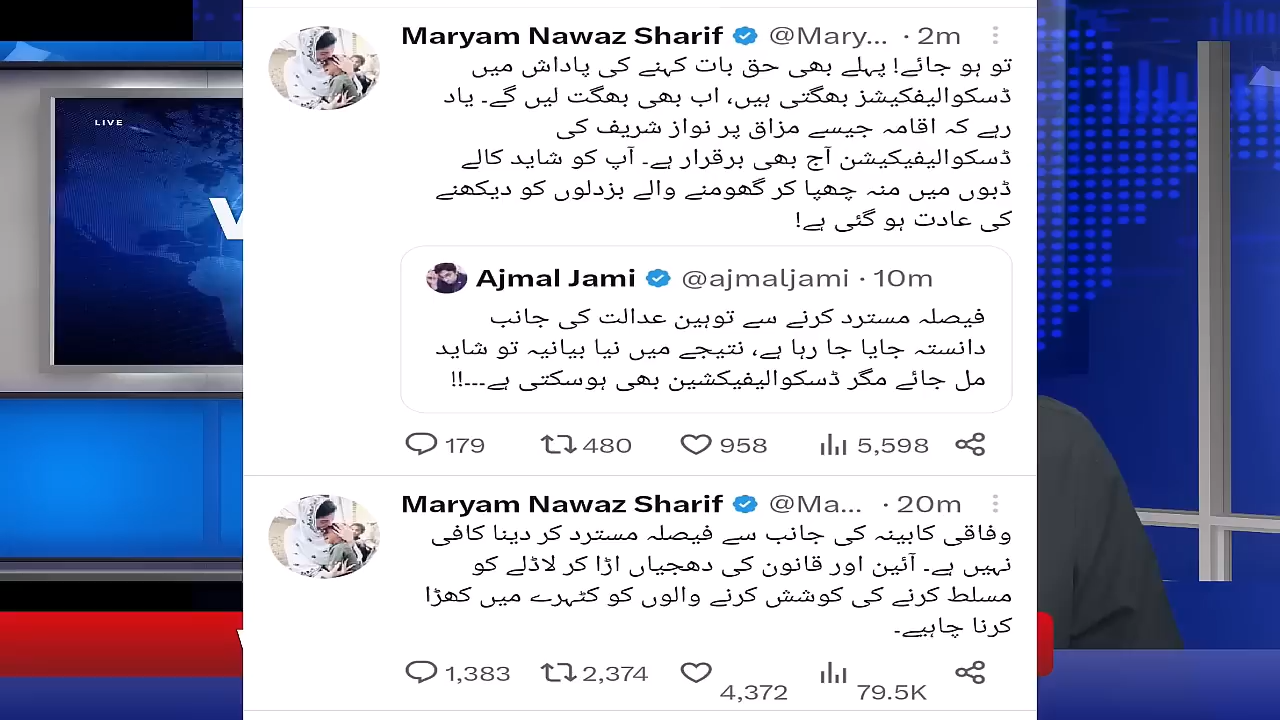 LIVE
Maryam Nawaz Sharif @Mary... · 2m
تو ہو جائے! پہلے بھی حق بات کہنے کی پاداش میں
ڈسکوالیفکیشز بھگتی ہیں، اب بھی بھگت لیں گے۔ یاد
رہے کہ اقامہ جیسے مزاق پر نواز شریف کی
ڈسکوالیفیکیشن آج بھی برقرار ہے۔ آپ کو شاید کالے
ڈبوں میں منہ چھپا کر گھومنے والے بزدلوں کو دیکھنے
کی عادت ہو گئی ہے!
Ajmal Jami @ajmaljami · 10m
فیصلہ مسترد کرنے سے توہین عدالت کی جانب
دانستہ جایا جا رہا ہے، نتیجے میں نیا بیانیہ تو شاید
مل جائے مگر ڈسکوالیفیکشین بھی ہوسکتی ہے۔۔۔!!
179 480 958 5,598
Maryam Nawaz Sharif @Ma... · 20m
وفاقی کابینہ کی جانب سے فیصلہ مسترد کر دینا کافی
نہیں ہے۔ آئین اور قانون کی دھجیاں اڑا کر لاڈلے کو
مسلط کرنے کی کوشش کرنے والوں کو کٹہرے میں کھڑا
کرنا چاہیے۔
1,383 2,374 4,372 79.5K